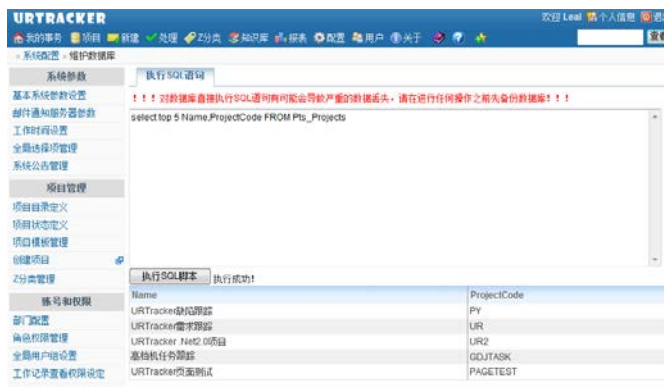 URTRACKER
欢迎 Leal 个人信息
我的事务 项目 新建 处理 Z分类 知识库 报表 配置 用户 关于
系统配置 » 维护数据库
系统参数
基本系统参数设置
邮件通知服务器参数
工作时间设置
全局选择项管理
系统公告管理
项目管理
项目目录定义
项目状态定义
项目模板管理
创建项目
Z分类管理
账号和权限
部门配置
角色权限管理
全局用户组设置
工作记录查看权限设定
执行SQL语句
！！！对数据库直接执行SQL语句有可能会导致严重的数据丢失，请在进行任何操作之前先备份数据库！！！
select top 5 Name,ProjectCode FROM Pts_Projects
执行SQL脚本 执行成功!
Name ProjectCode
URTracker缺陷跟踪 PY
URTracker需求跟踪 UR
URTracker .Net2.0项目 UR2
高档机任务跟踪 GDJTASK
URTracker页面测试 PAGETEST